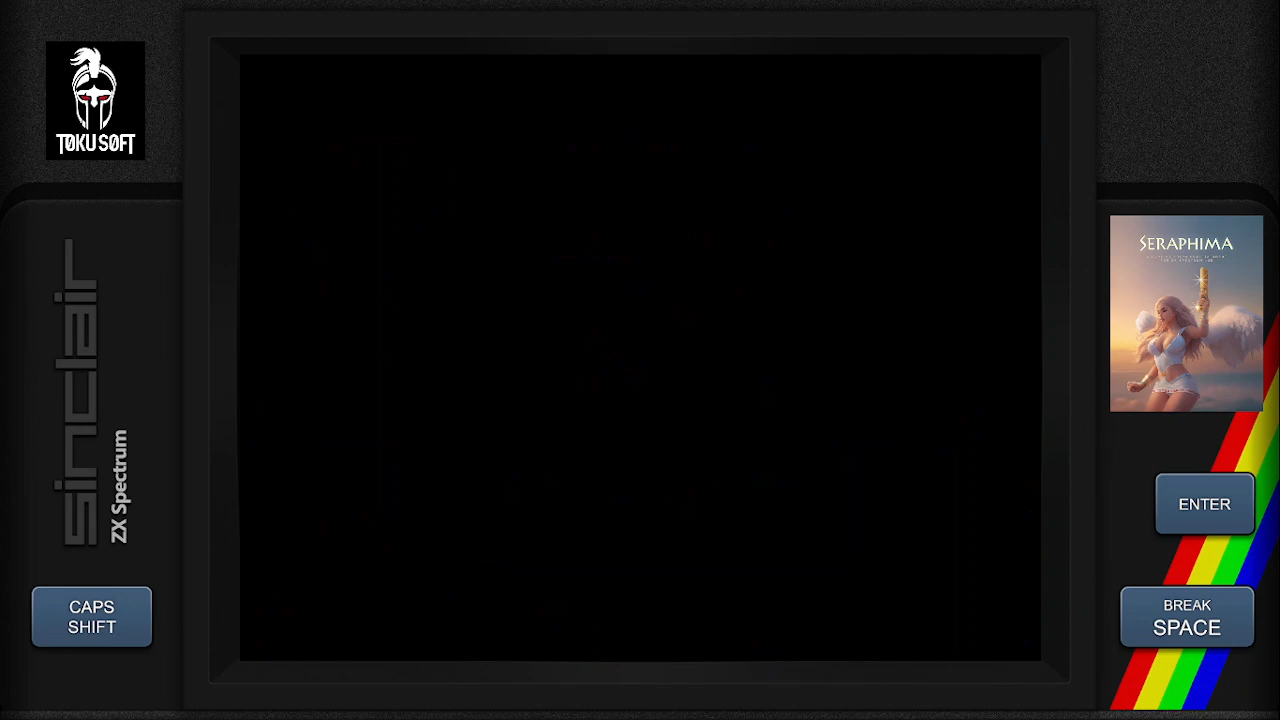 TOKU SOFT
sinclair
ZX Spectrum
CAPS
SHIFT
SERAPHIMA
ENTER
BREAK
SPACE